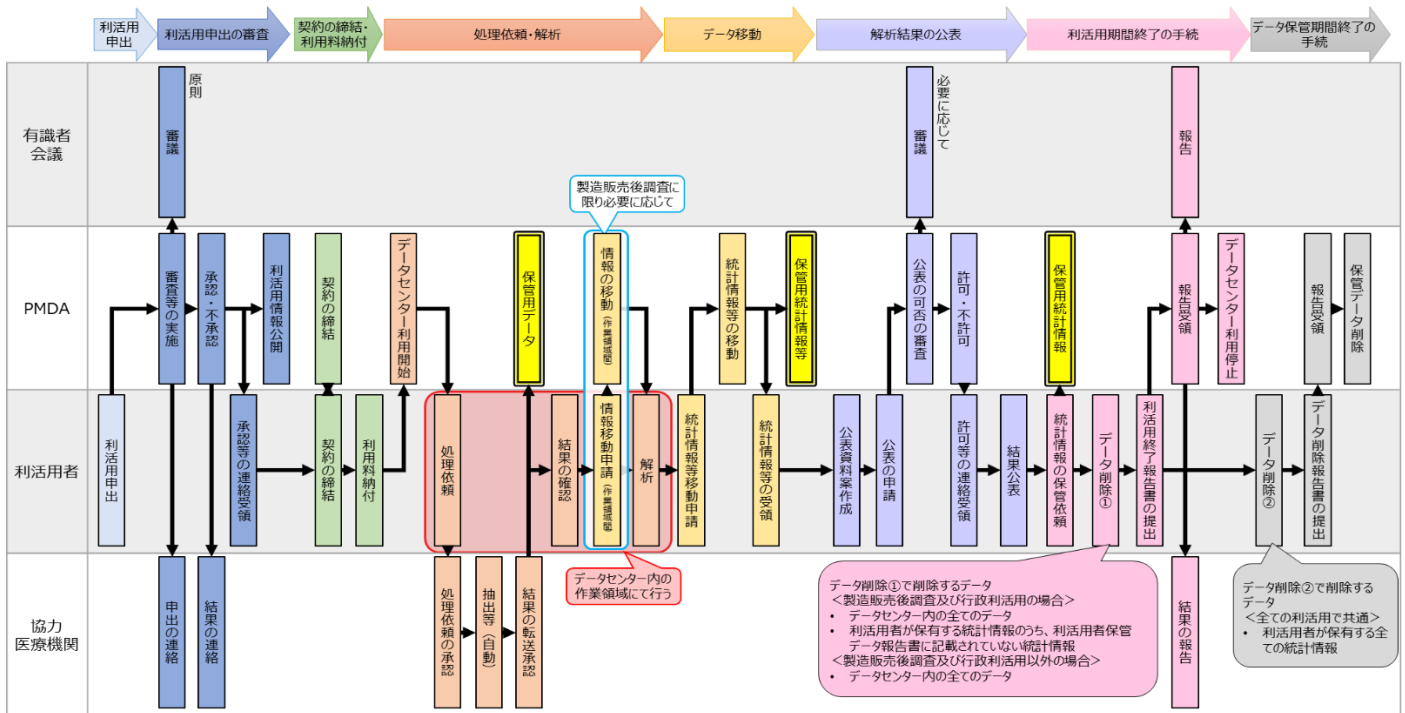 利活用
申出
利活用申出の審査
契約の締結・
利用料納付
処理依頼・解析
データ移動
解析結果の公表
利活用期間終了の手続
データ保管期間終了の
手続
有識者
会議
審議
原則
審議
必要に応じて
報告
製造販売後調査に
限り必要に応じて
PMDA
審査等の実施
承認・不承認
利活用情報公開
契約の締結
データセンター利用開始
保管用データ
情報の移動(作業領域間)
統計情報等の移動
保管用統計情報等
公表の可否の審査
許可・不許可
保管用統計情報
報告受領
データセンター利用停止
報告受領
保管データ削除
利活用者
利活用申出
承認等の連絡受領
契約の締結
利用料納付
処理依頼
結果の確認
情報移動申請(作業領域間)
解析
統計情報等移動申請
統計情報等の受領
公表資料案作成
公表の申請
許可等の連絡受領
結果公表
統計情報の保管依頼
データ削除①
利活用終了報告書の提出
データ削除②
データ削除報告書の提出
協力
医療機関
申出の連絡
結果の連絡
処理依頼の承認
抽出等(自動)
結果の転送承認
データセンター内の
作業領域にて行う
データ削除①で削除するデータ
<製造販売後調査及び行政利活用の場合>
• データセンター内の全てのデータ
• 利活用者が保有する統計情報のうち、利活用者保管
データ報告書に記載されていない統計情報
<製造販売後調査及び行政利活用以外の場合>
• データセンター内の全てのデータ
結果の報告
データ削除②で削除する
データ
<全ての利活用で共通>
• 利活用者が保有する全
ての統計情報